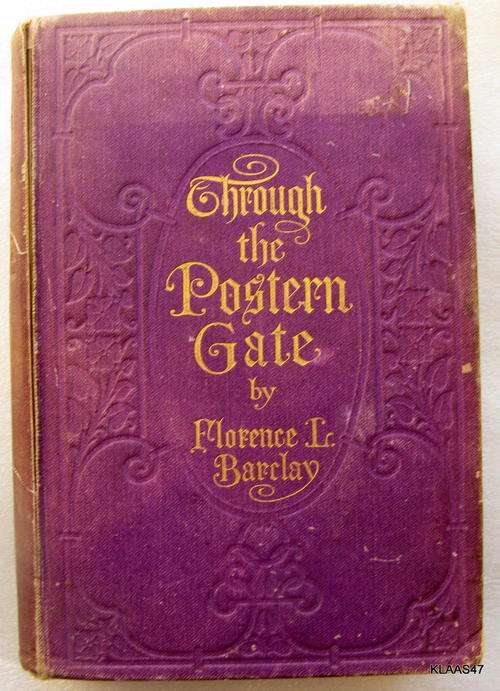 Through
the
Postern
Gate
by
Florence L.
Barclay
KLAAS47